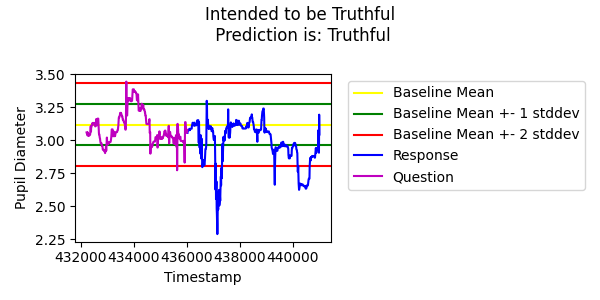 Intended to be Truthful
Prediction is: Truthful
3.50
3.25
3.00
2.75
2.50
2.25
Pupil Diameter
432000 434000 436000 438000 440000
Timestamp
Baseline Mean
Baseline Mean +- 1 stddev
Baseline Mean +- 2 stddev
Response
Question